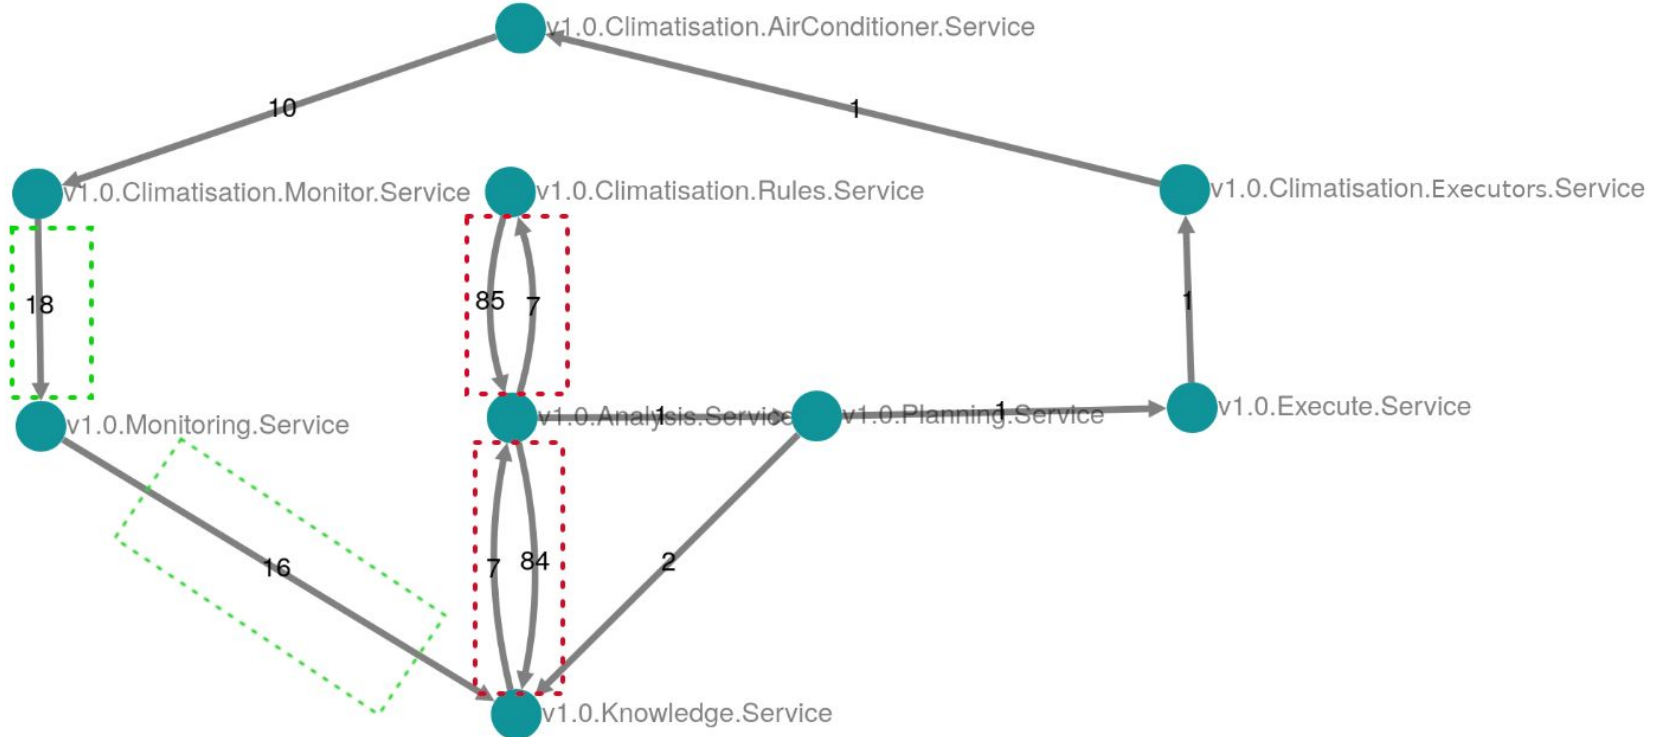 v1.0.Climatisation.AirConditioner.Service
10
1
v1.0.Climatisation.Monitor.Service
v1.0.Climatisation.Rules.Service
v1.0.Climatisation.Executors.Service
18
85
7
1
v1.0.Monitoring.Service
v1.0.Analysis.Service
1
v1.0.Planning.Service
1
v1.0.Execute.Service
16
7
84
2
v1.0.Knowledge.Service